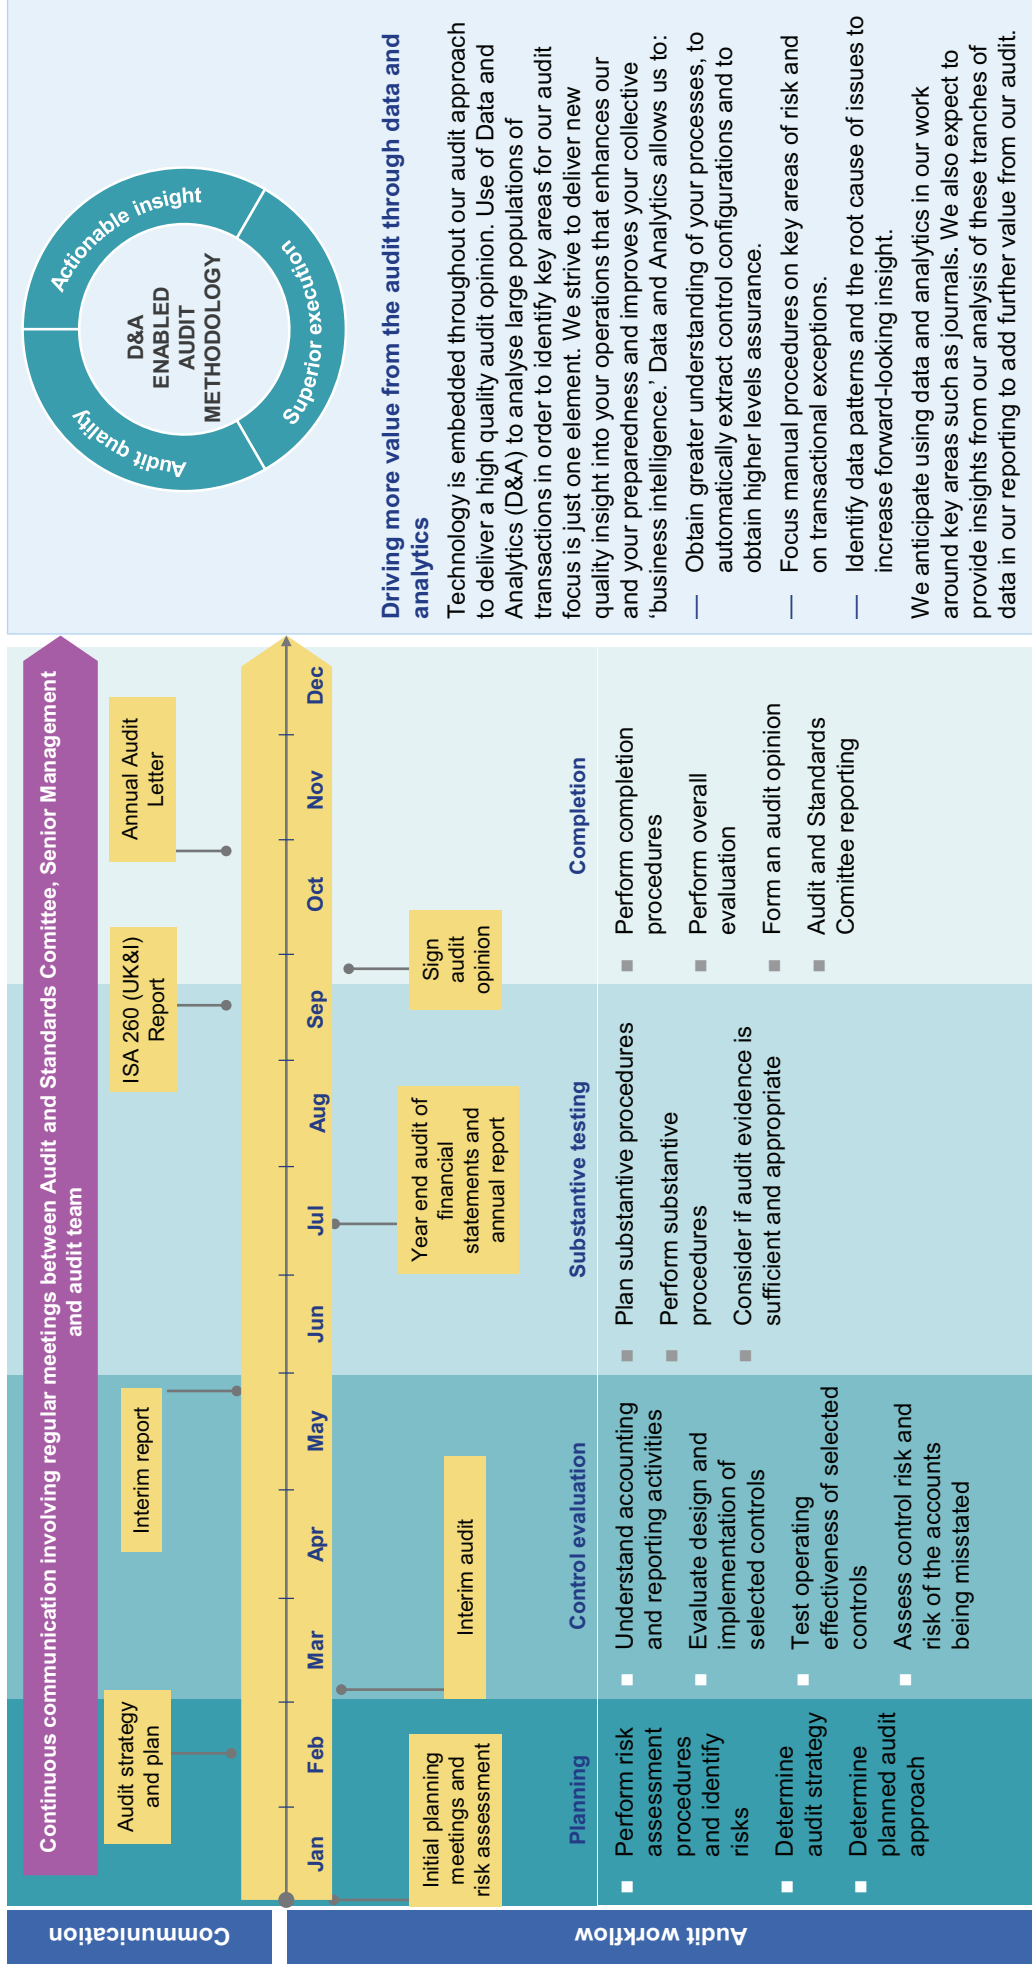 Communication
Continuous communication involving regular meetings between Audit and Standards Comittee, Senior Management
and audit team
Audit strategy
and plan
Interim report
ISA 260 (UK&I)
Report
Annual Audit
Letter
Audit workflow
Jan
Feb
Mar
Apr
May
Jun
Jul
Aug
Sep
Oct
Nov
Dec
Initial planning
meetings and
risk assessment
Interim audit
Year end audit of
financial
statements and
annual report
Sign
audit
opinion
Planning
Perform risk
assessment
procedures
and identify
risks
Determine
audit strategy
Determine
planned audit
approach
Control evaluation
Understand accounting
and reporting activities
Evaluate design and
implementation of
selected controls
Test operating
effectiveness of selected
controls
Assess control risk and
risk of the accounts
being misstated
Substantive testing
Plan substantive procedures
Perform substantive
procedures
Consider if audit evidence is
sufficient and appropriate
Completion
Perform completion
procedures
Perform overall
evaluation
Form an audit opinion
Audit and Standards
Comittee reporting
Audit quality
Actionable insight
Superior execution
D&A
ENABLED
AUDIT
METHODOLOGY
Driving more value from the audit through data and
analytics
Technology is embedded throughout our audit approach
to deliver a high quality audit opinion. Use of Data and
Analytics (D&A) to analyse large populations of
transactions in order to identify key areas for our audit
focus is just one element. We strive to deliver new
quality insight into your operations that enhances our
and your preparedness and improves your collective
‘business intelligence.’ Data and Analytics allows us to:
— Obtain greater understanding of your processes, to
automatically extract control configurations and to
obtain higher levels assurance.
— Focus manual procedures on key areas of risk and
on transactional exceptions.
— Identify data patterns and the root cause of issues to
increase forward-looking insight.
We anticipate using data and analytics in our work
around key areas such as journals. We also expect to
provide insights from our analysis of these tranches of
data in our reporting to add further value from our audit.